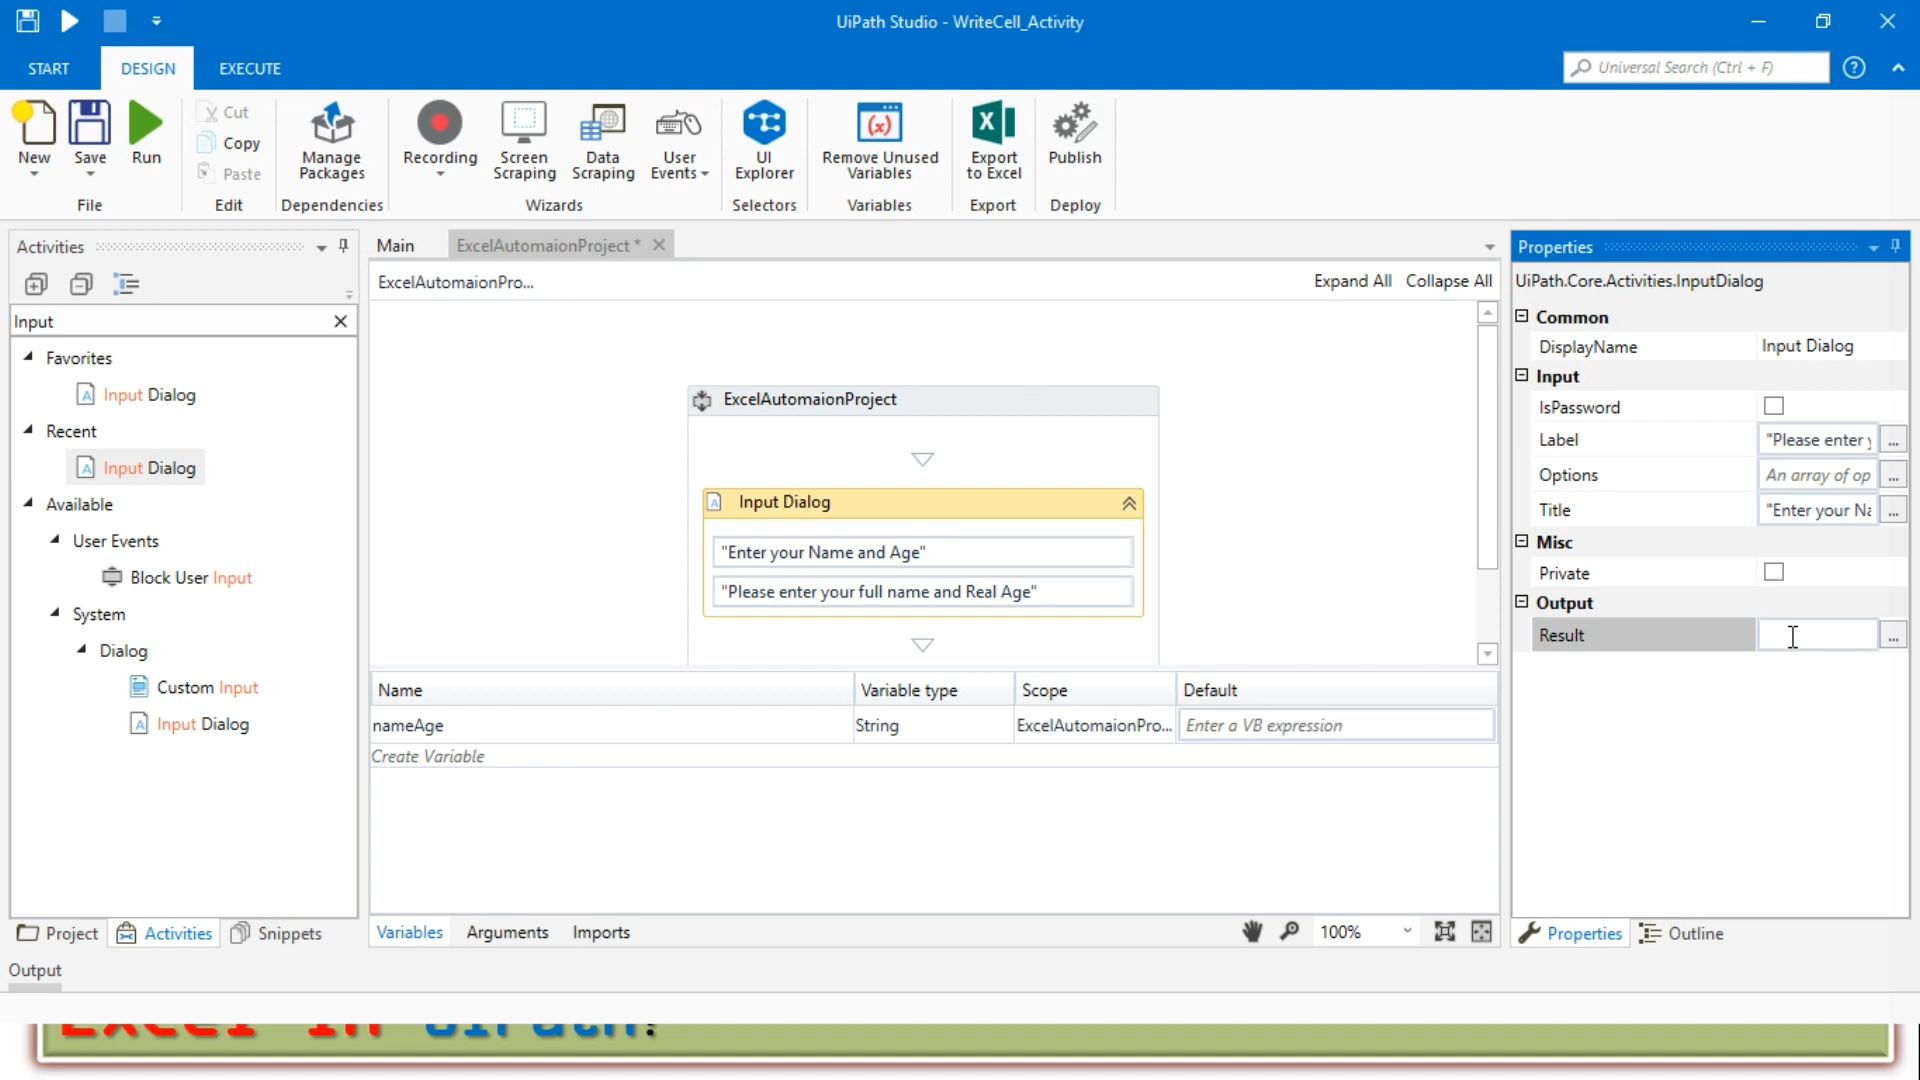 UiPath Studio - WriteCell_Activity
START
DESIGN
EXECUTE
Universal Search (Ctrl + F)
New
Save
Run
File
Cut
Copy
Paste
Edit
Manage
Packages
Dependencies
Recording
Screen
Scraping
Data
Scraping
User
Events
Wizards
UI
Explorer
Selectors
Remove Unused
Variables
Variables
Export
to Excel
Export
Publish
Deploy
Activities
Input
Favorites
Input Dialog
Recent
Input Dialog
Available
User Events
Block User Input
System
Dialog
Custom Input
Input Dialog
Project
Activities
Snippets
Output
Main
ExcelAutomaionProject *
ExcelAutomaionPro...
Expand All
Collapse All
ExcelAutomaionProject
Input Dialog
"Enter your Name and Age"
"Please enter your full name and Real Age"
Name
Variable type
Scope
Default
nameAge
String
ExcelAutomaionPro...
Enter a VB expression
Create Variable
Variables
Arguments
Imports
100%
Properties
UiPath.Core.Activities.InputDialog
Common
DisplayName
Input Dialog
Input
IsPassword
Label
"Please enter y
...
Options
An array of op
...
Title
"Enter your Na
...
Misc
Private
Output
Result
...
Properties
Outline
Excel in UiPath!